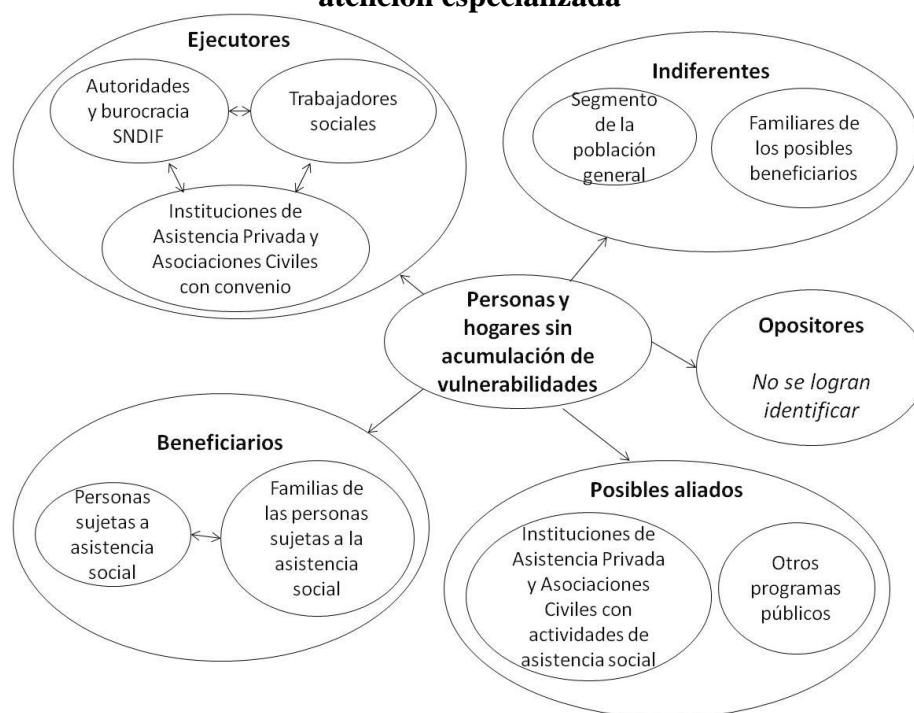 atención especializada
Ejecutores
Autoridades
y burocracia
SNDIF
Trabajadores
sociales
Instituciones de
Asistencia Privada y
Asociaciones Civiles
con convenio
Indiferentes
Segmento
de la
población
general
Familiares de
los posibles
beneficiarios
Personas y
hogares sin
acumulación de
vulnerabilidades
Opositores
No se logran
identificar
Beneficiarios
Personas
sujetas a
asistencia
social
Familias de
las personas
sujetas a la
asistencia
social
Posibles aliados
Instituciones de
Asistencia Privada
y Asociaciones
Civiles con
actividades de
asistencia social
Otros
programas
públicos